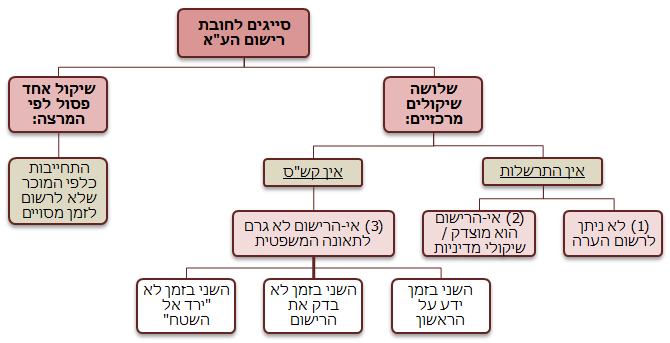 סייגים לחובת
רישום הע"א
שלושה
שיקולים
מרכזיים:
שיקול אחד
פסול לפי
המרצה:
אין התרשלות
אין קש"ס
התחייבות
כלפי המוכר
שלא לרשום
לזמן מסויים
(1) לא ניתן
לרשום הערה
(2) אי-הרישום
הוא מוצדק /
שיקולי מדיניות
(3) אי-הרישום לא גרם
לתאונה המשפטית
השני בזמן
ידע על
הראשון
השני בזמן לא
בדק את
הרישום
השני בזמן לא
"ירד אל
השטח"